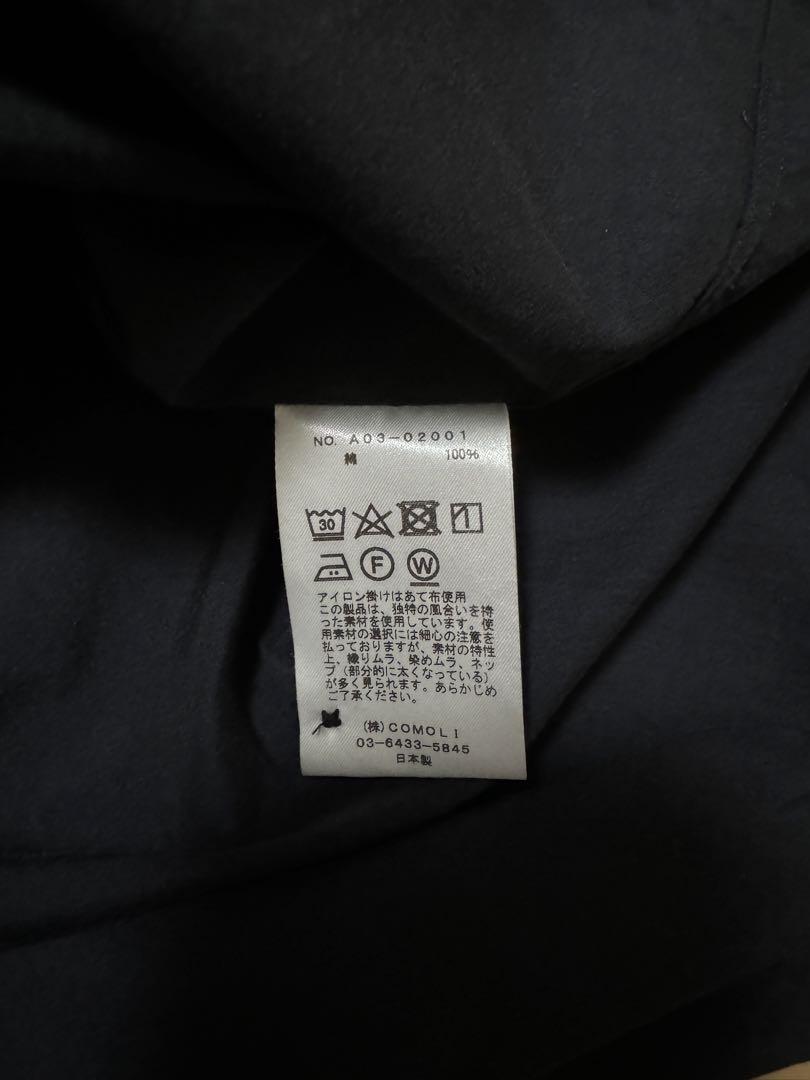 NO. A03-02001
綿 100%
30
F W
アイロン掛けはあて布使用
この製品は、独特の風合いを持
った素材を使用しています。使
用素材の選択には細心の注意を
払っておりますが、素材の特性
上、織りムラ、染めムラ、ネッ
プ(部分的に太くなっている)
が多く見られます。あらかじめ
ご了承ください。
(株)COMOLI
03-6433-5845
日本製